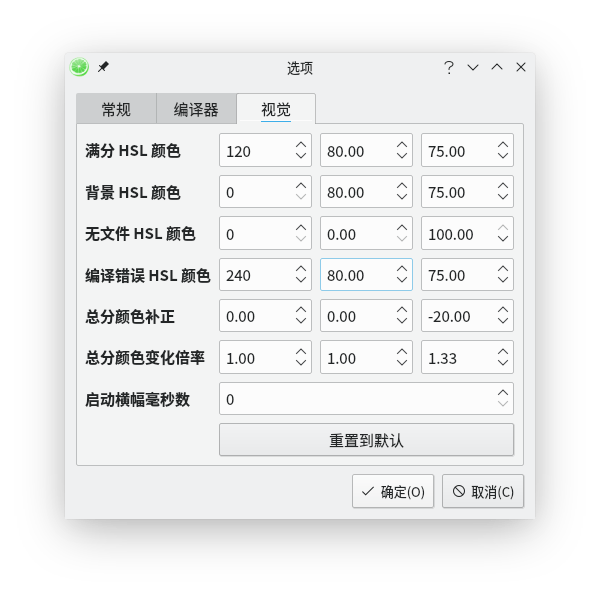 选项
常规 编译器 视觉
满分 HSL 颜色 120 80.00 75.00
背景 HSL 颜色 0 80.00 75.00
无文件 HSL 颜色 0 0.00 100.00
编译错误 HSL 颜色 240 80.00 75.00
总分颜色补正 0.00 0.00 -20.00
总分颜色变化倍率 1.00 1.00 1.33
启动横幅毫秒数 0
重置到默认
确定(O) 取消(C)